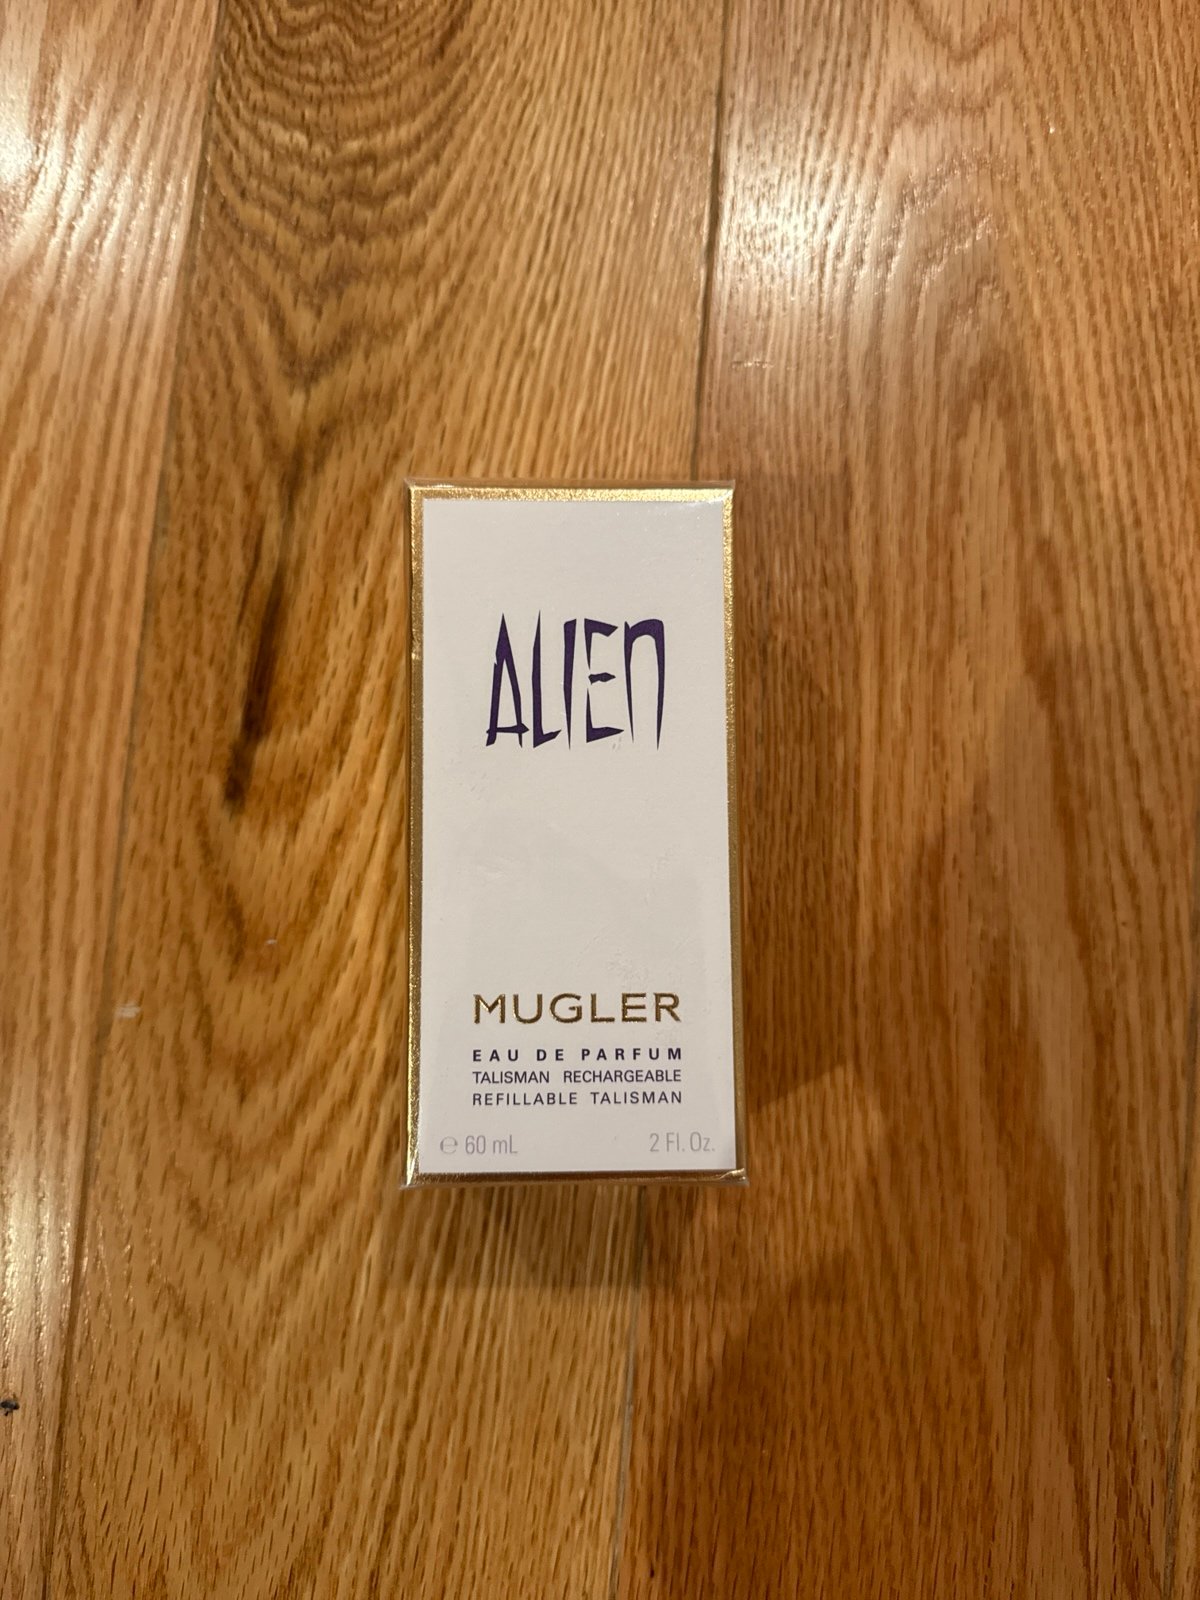 ALIEN
MUGLER
EAU DE PARFUM
TALISMAN RECHARGEABLE
REFILLABLE TALISMAN
℮ 60 mL 2 Fl. Oz.